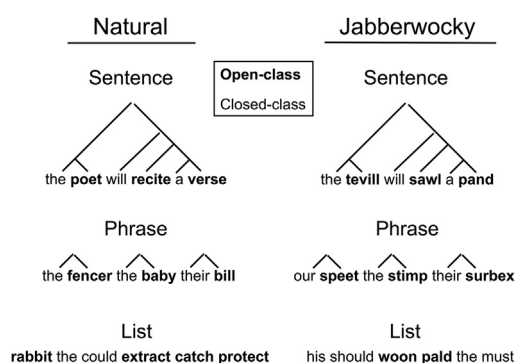 Natural
Jabberwocky
Sentence
Open-class
Closed-class
Sentence
the poet will recite a verse
the tevill will sawl a pand
Phrase
Phrase
the fencer the baby their bill
our speet the stimp their surbex
List
List
rabbit the could extract catch protect
his should woon pald the must